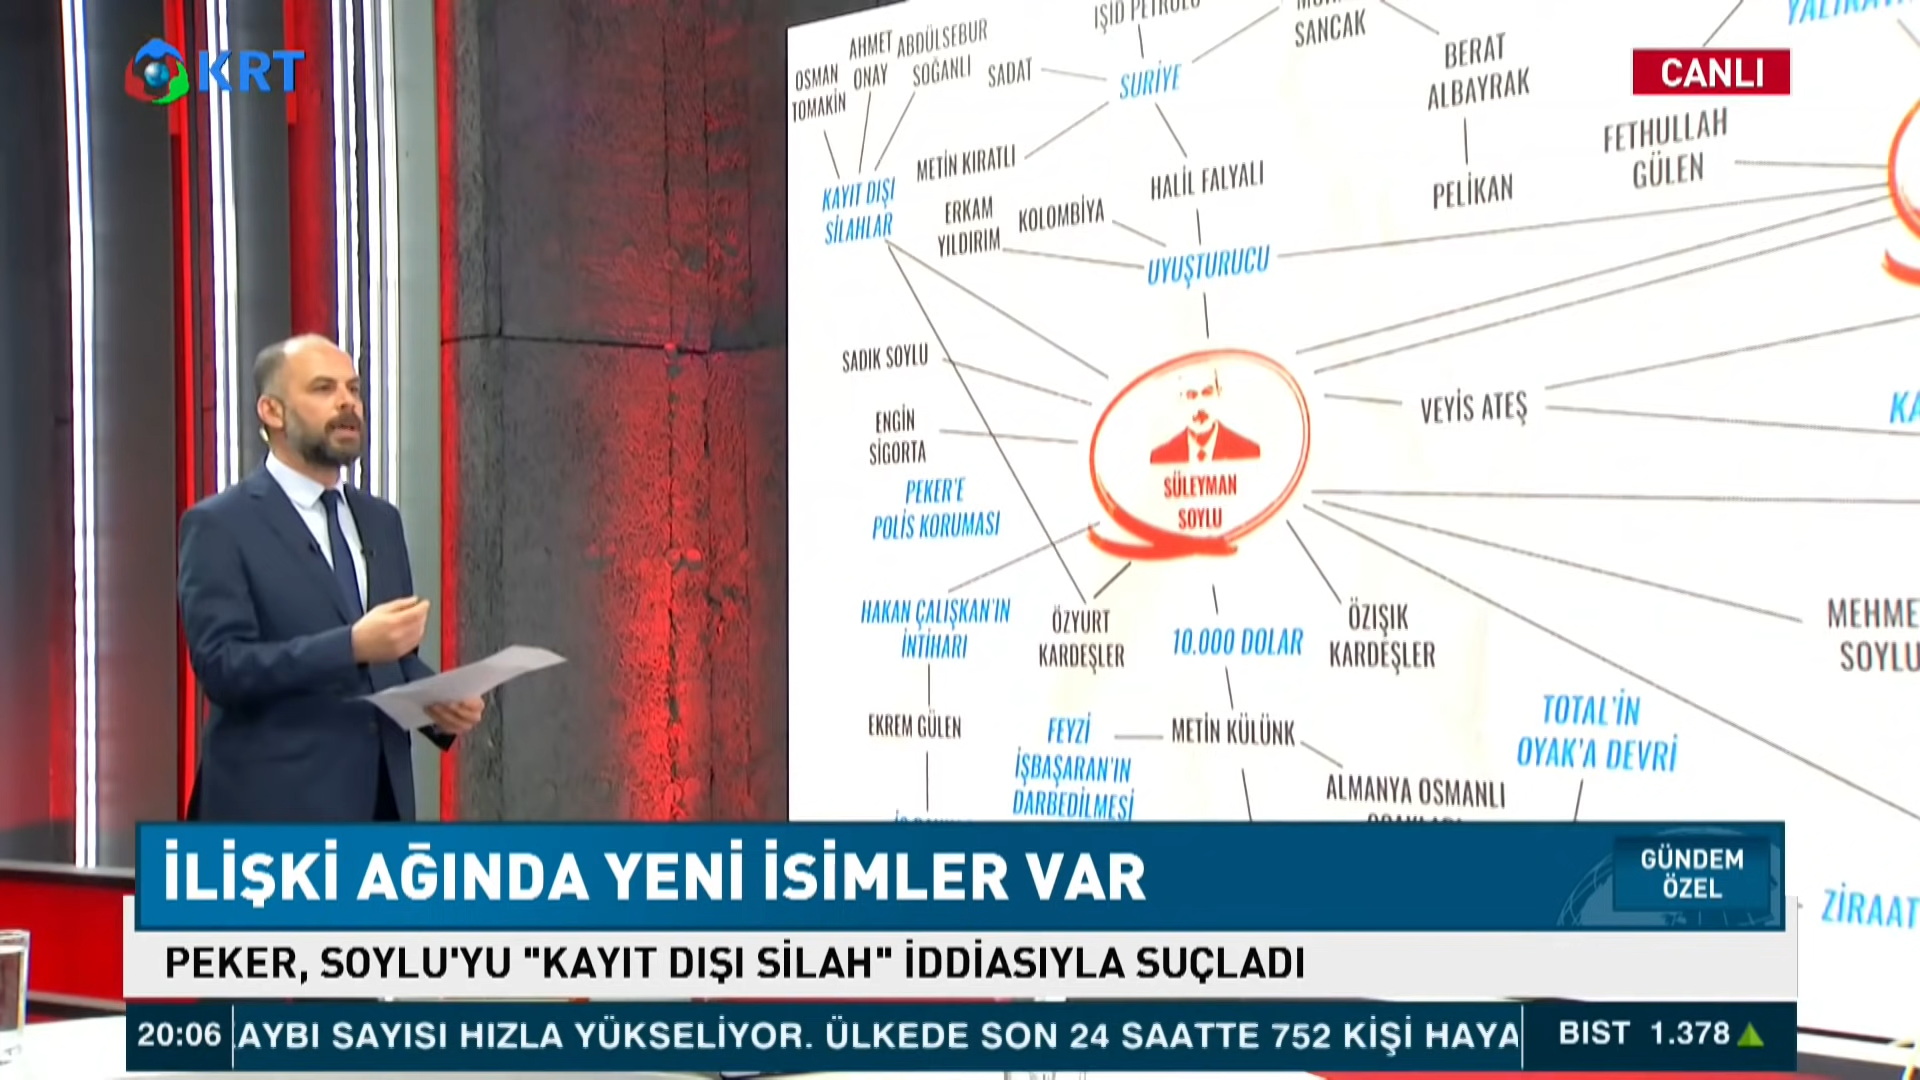 KRT
CANLI
IŞİD PETROLÜ
SANCAK
BERAT
ALBAYRAK
PELİKAN
FETHULLAH
GÜLEN
OSMAN
TOMAKİN
AHMET
ONAY
ABDÜLSEBUR
SOĞANLI
SADAT
SURİYE
METİN KIRATLI
KAYIT DIŞI
SİLAHLAR
ERKAM
YILDIRIM
KOLOMBİYA
HALİL FALYALI
UYUŞTURUCU
SADIK SOYLU
ENGİN
SİGORTA
PEKER'E
POLİS KORUMASI
SÜLEYMAN
SOYLU
VEYİS ATEŞ
HAKAN ÇALIŞKAN'IN
İNTİHARI
ÖZYURT
KARDEŞLER
10.000 DOLAR
ÖZIŞIK
KARDEŞLER
MEHME
SOYLU
EKREM GÜLEN
FEYZİ
İŞBAŞARAN'IN
DARBEDİLMESİ
METİN KÜLÜNK
ALMANYA OSMANLI
TOTAL'İN
OYAK'A DEVRİ
ZİRAAT
İLİŞKİ AĞINDA YENİ İSİMLER VAR
GÜNDEM
ÖZEL
PEKER, SOYLU'YU "KAYIT DIŞI SİLAH" İDDİASIYLA SUÇLADI
20:06
AYBI SAYISI HIZLA YÜKSELİYOR. ÜLKEDE SON 24 SAATTE 752 KİŞİ HAYA
BIST 1.378